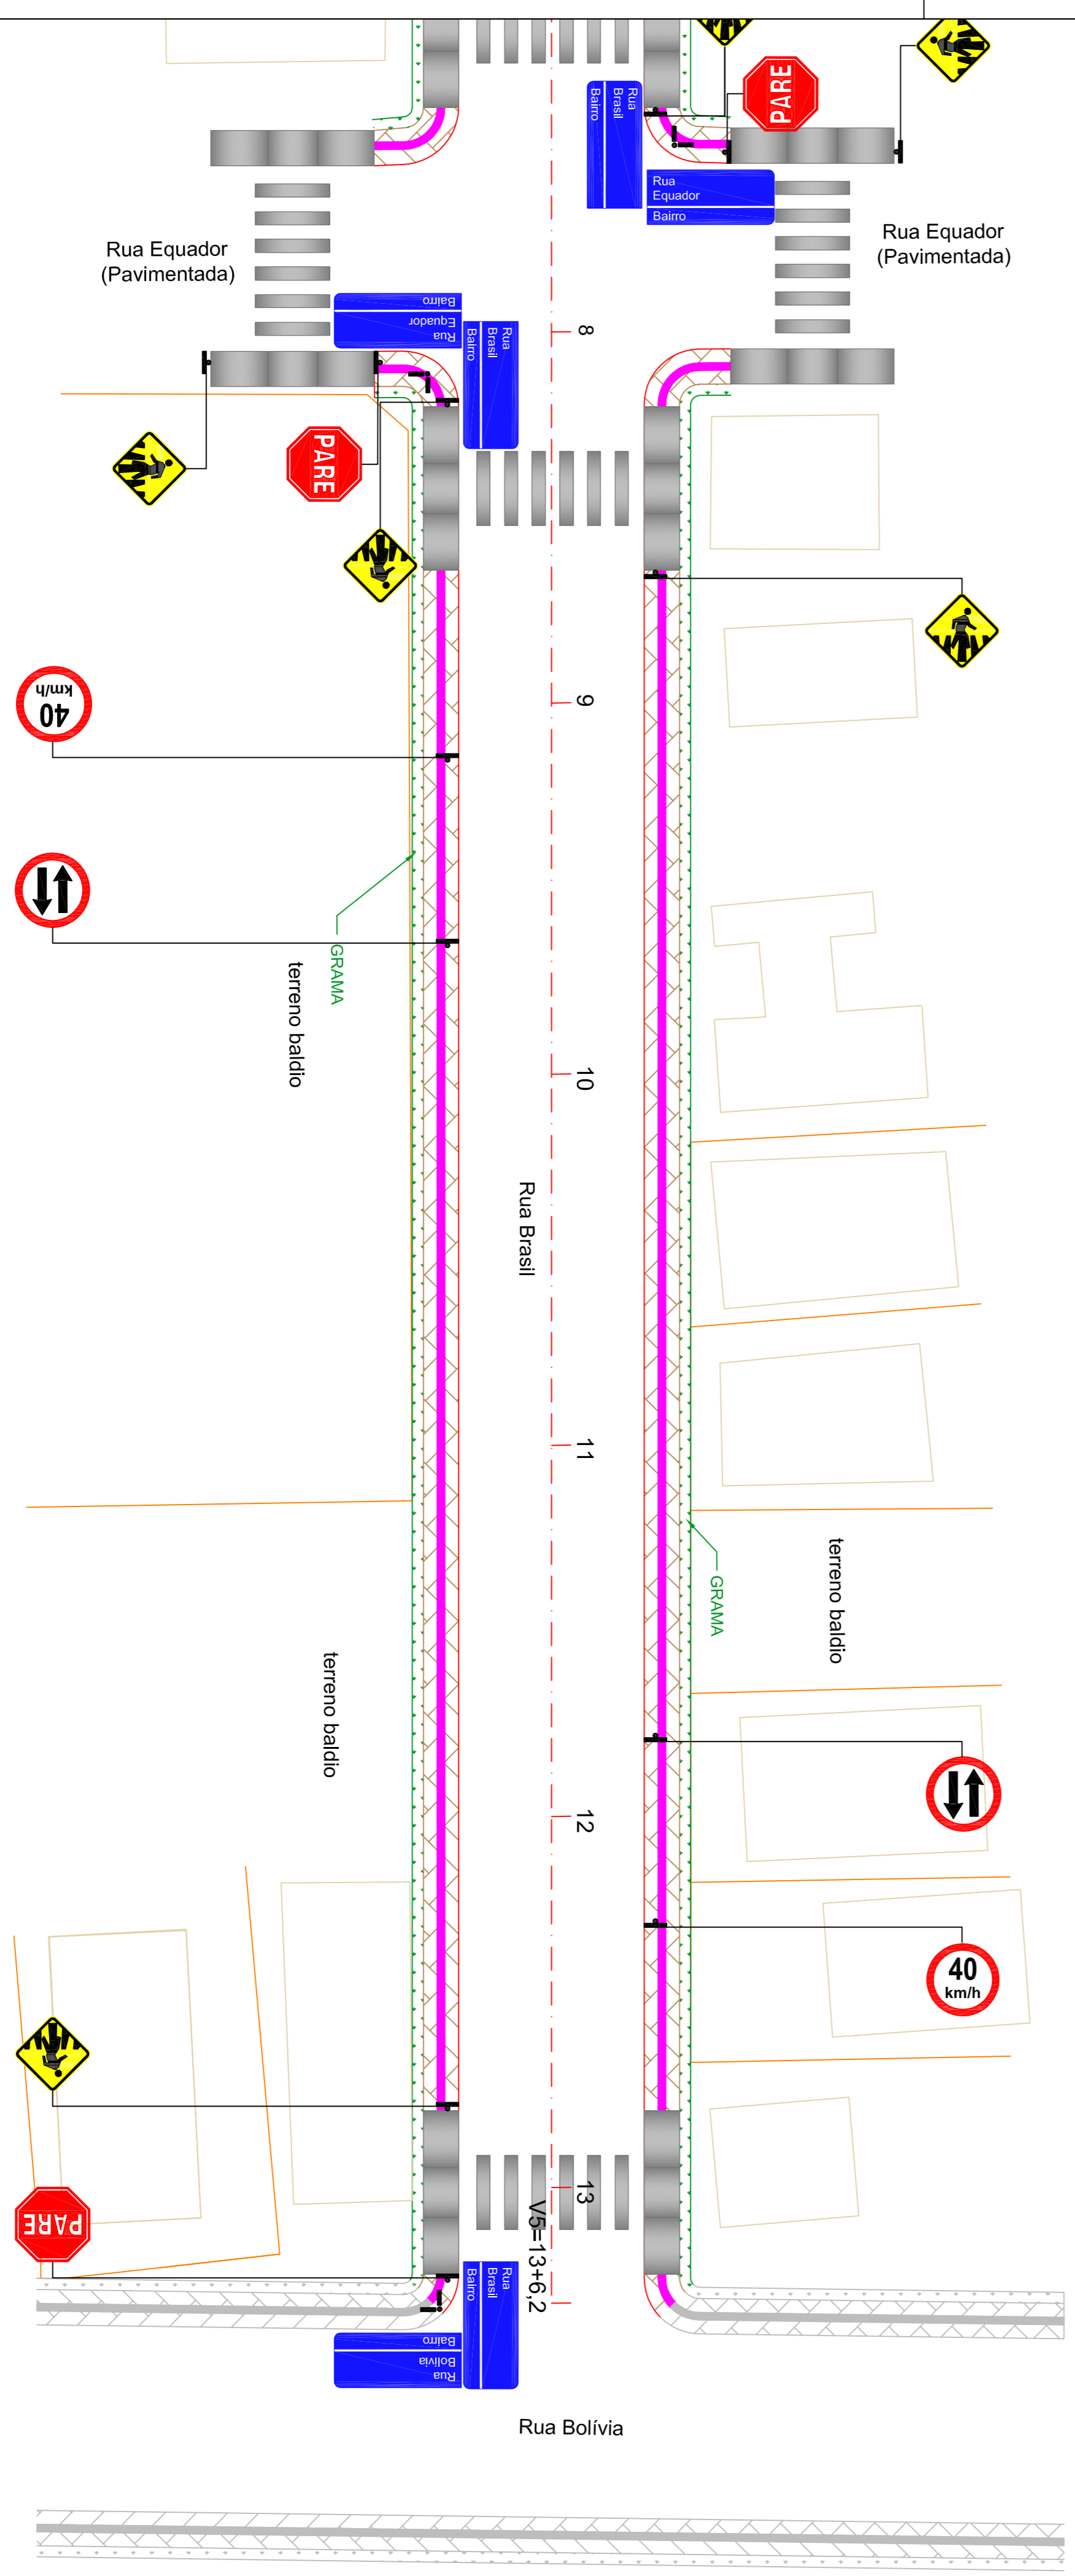 PARE
Rua
Brasil
Bairro
Rua
Equador
Bairro
Rua Equador
(Pavimentada)
Rua Equador
(Pavimentada)
Rua
Equador
Bairro
Rua
Brasil
Bairro
8
PARE
9
40
km/h
GRAMA
terreno baldio
10
Rua Brasil
11
terreno baldio
GRAMA
terreno baldio
12
40
km/h
13
V5=13+6,2
PARE
Rua
Brasil
Bairro
Rua
Bolívia
Bairro
Rua Bolívia